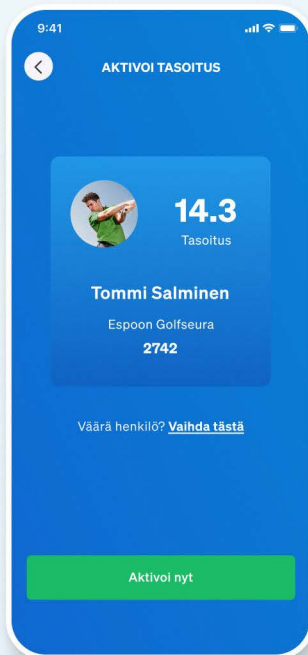 9:41
AKTIVOI TASOITUS
14.3
Tasoitus
Tommi Salminen
Espoon Golfseura
2742
Väärä henkilö? Vaihda tästä
Aktivoi nyt